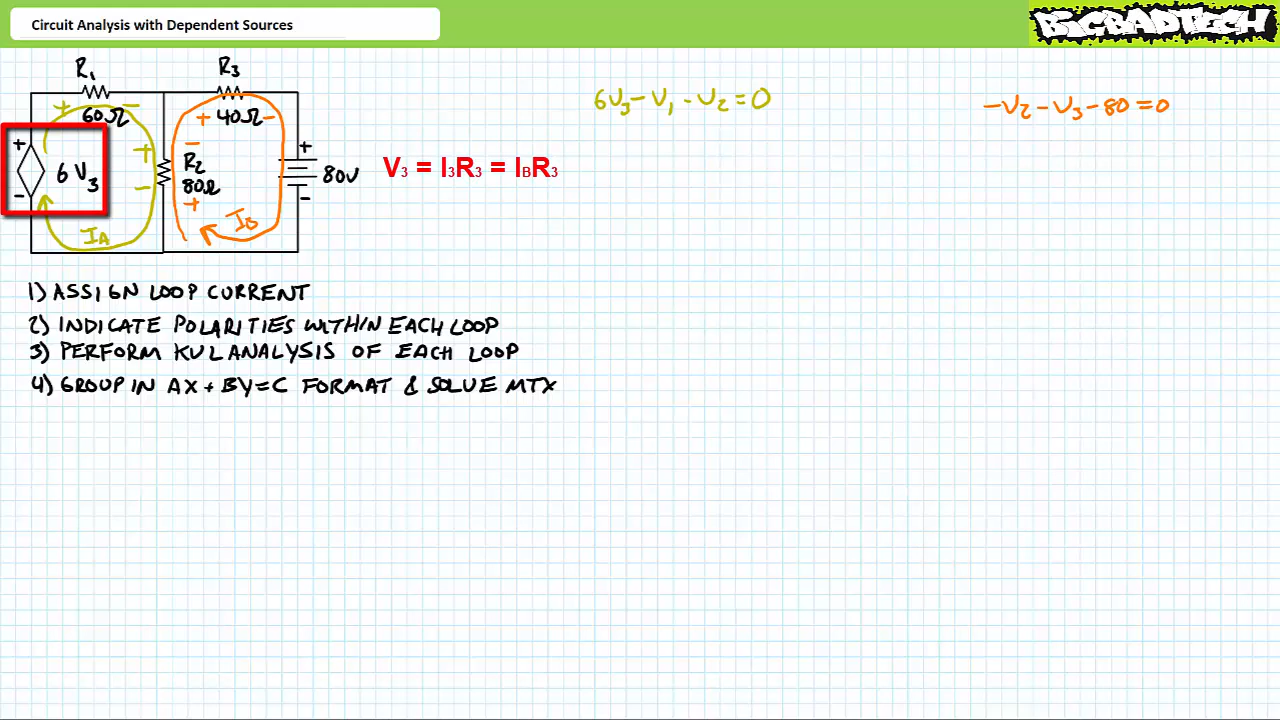 Circuit Analysis with Dependent Sources
BIGBADTECH
R1
R3
+ - 60Ω
+ 40Ω -
6V3 - V1 - V2 = 0
-V2 - V3 - 80 = 0
+
-
6 V3
+
-
-
R2
80Ω
+
+
-
80V
V3 = I3R3 = IBR3
IA
IB
1) ASSIGN LOOP CURRENT
2) INDICATE POLARITIES WITHIN EACH LOOP
3) PERFORM KVL ANALYSIS OF EACH LOOP
4) GROUP IN AX + BY = C FORMAT & SOLVE MTX